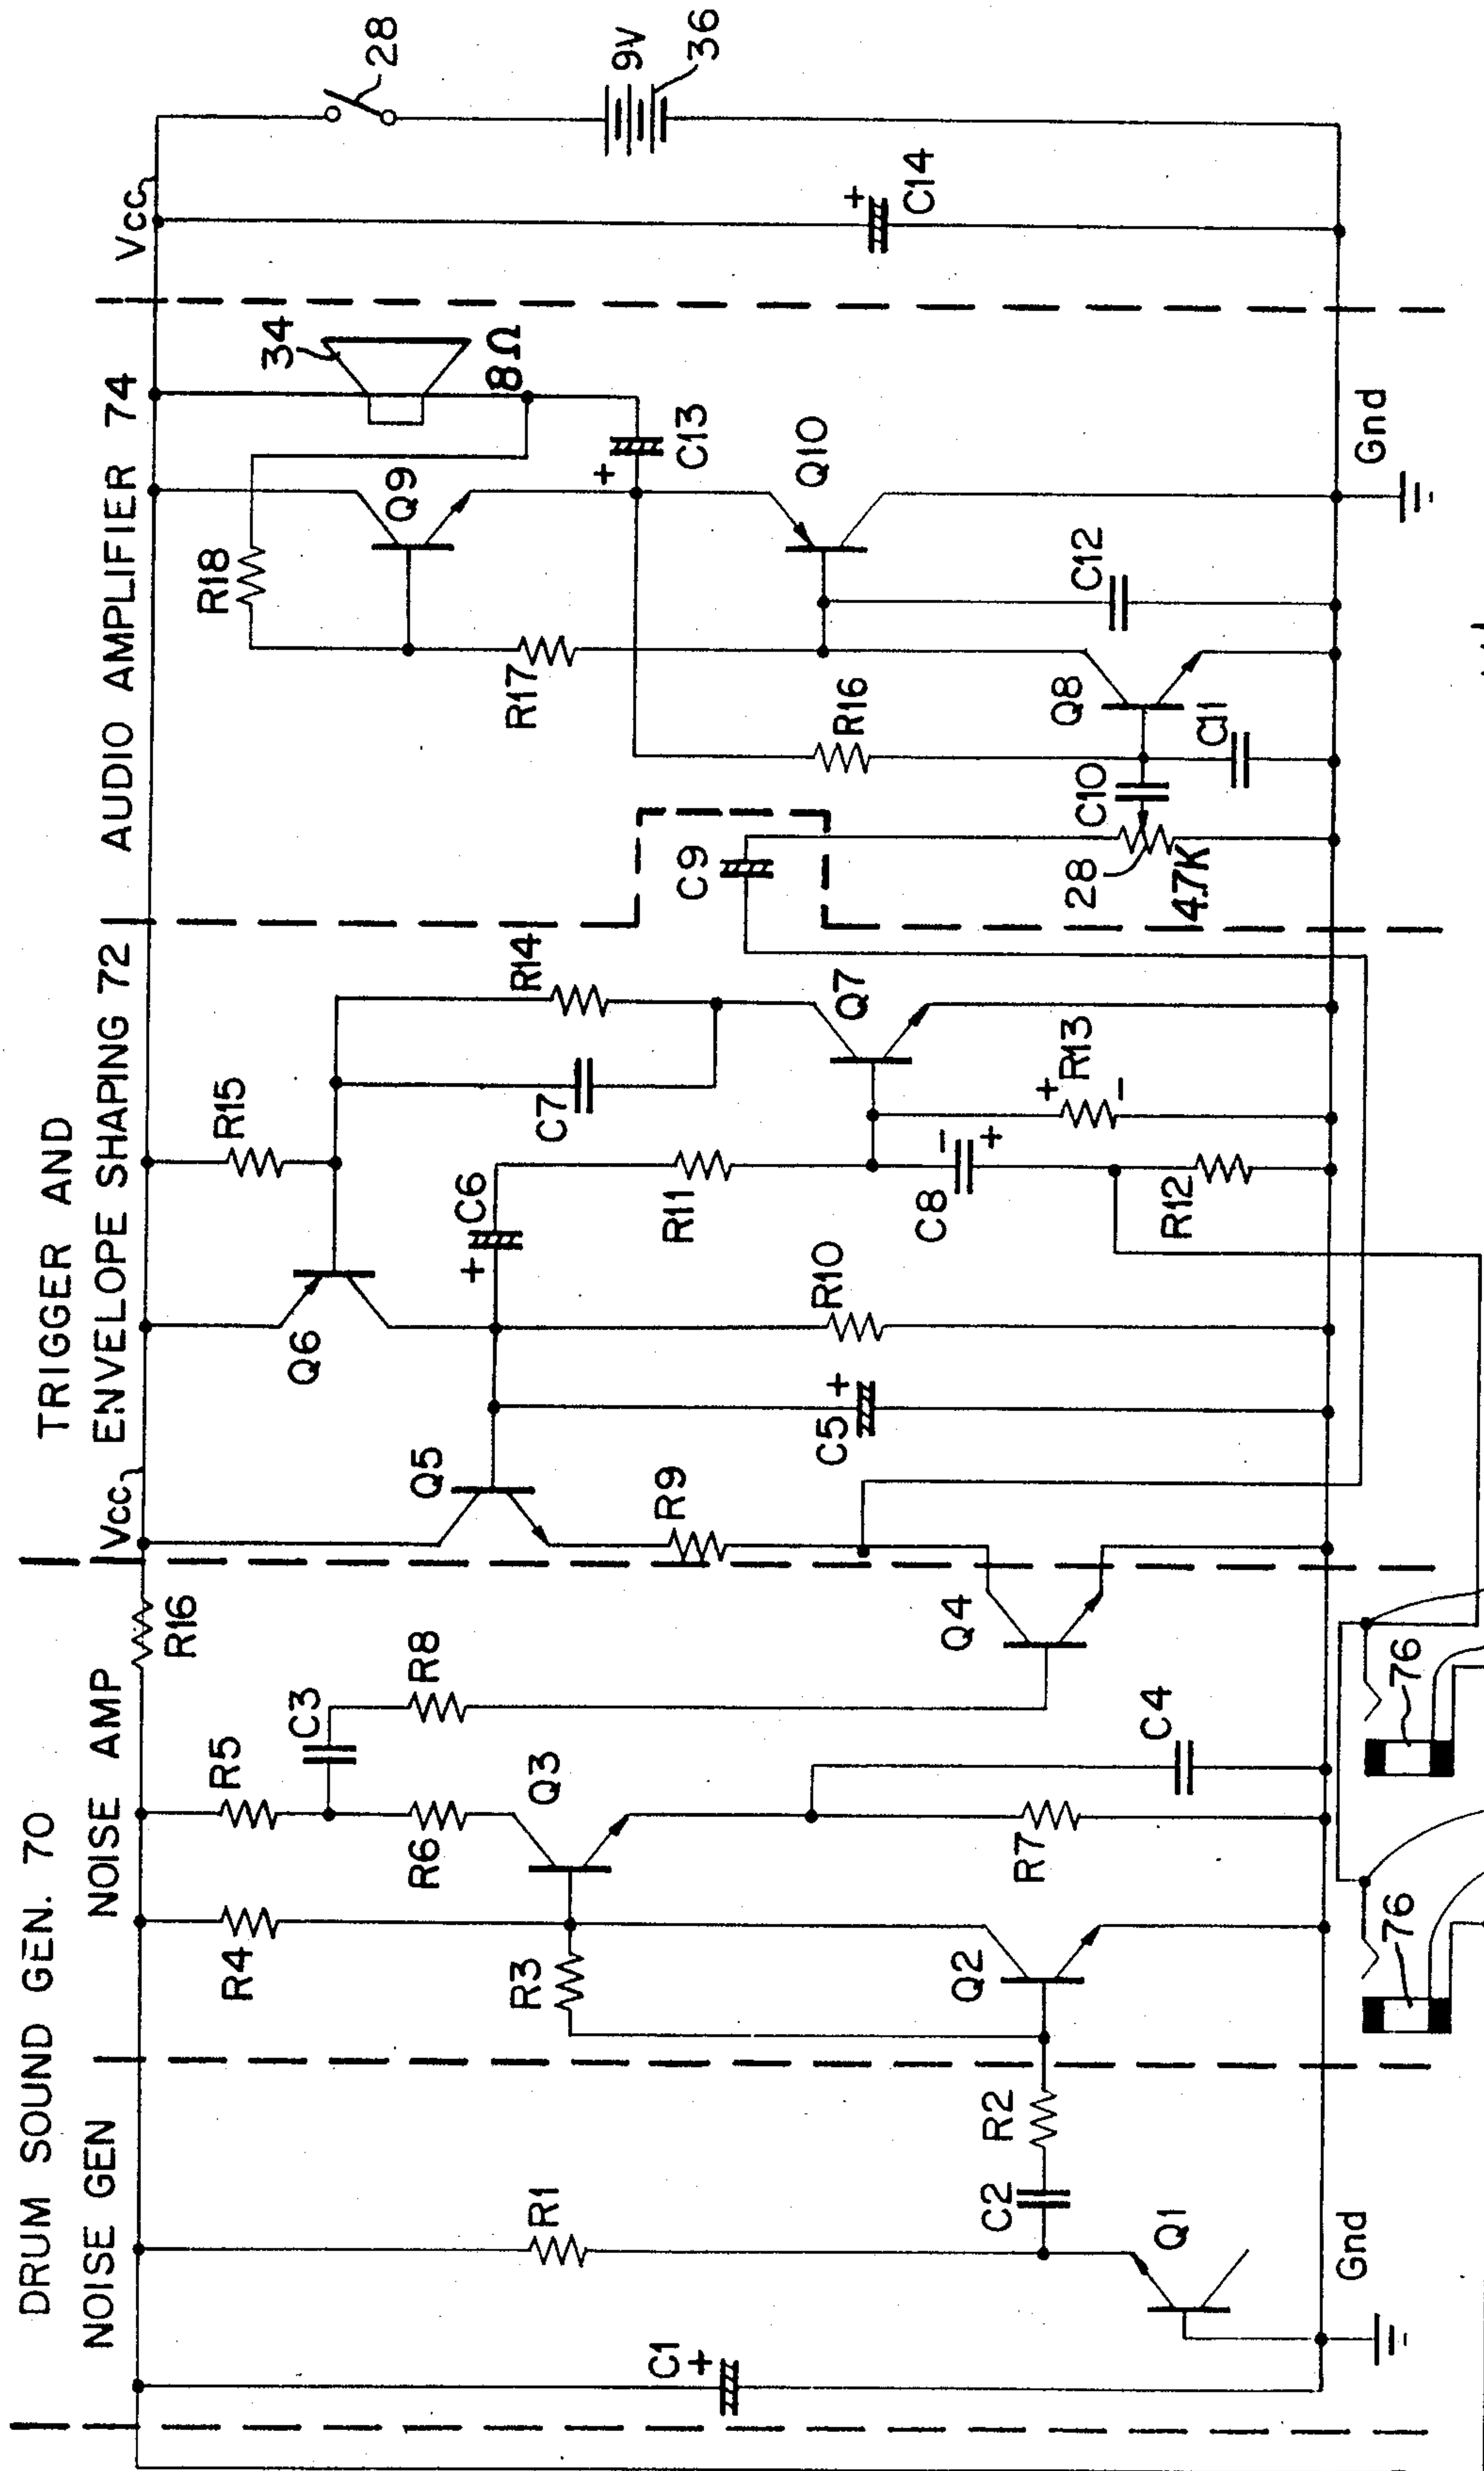 DRUM SOUND GEN. 70
NOISE GEN
NOISE AMP
TRIGGER AND
ENVELOPE SHAPING 72
AUDIO AMPLIFIER 74
Vcc
Vcc
R16
28
9V
36
C14
+
34
8Ω
R18
Q9
C13
+
Q10
R17
C12
R16
Q8
C11
C10
28
4.7K
C9
Gnd
R15
R14
C7
Q7
Q6
C6
+
R11
R13
+
-
C8
-
+
R12
R10
C5
+
Q5
R9
R5
C3
R8
R6
Q3
Q4
C4
R7
R4
R3
Q2
R1
C2
R2
Q1
C1
+
Gnd
76
76